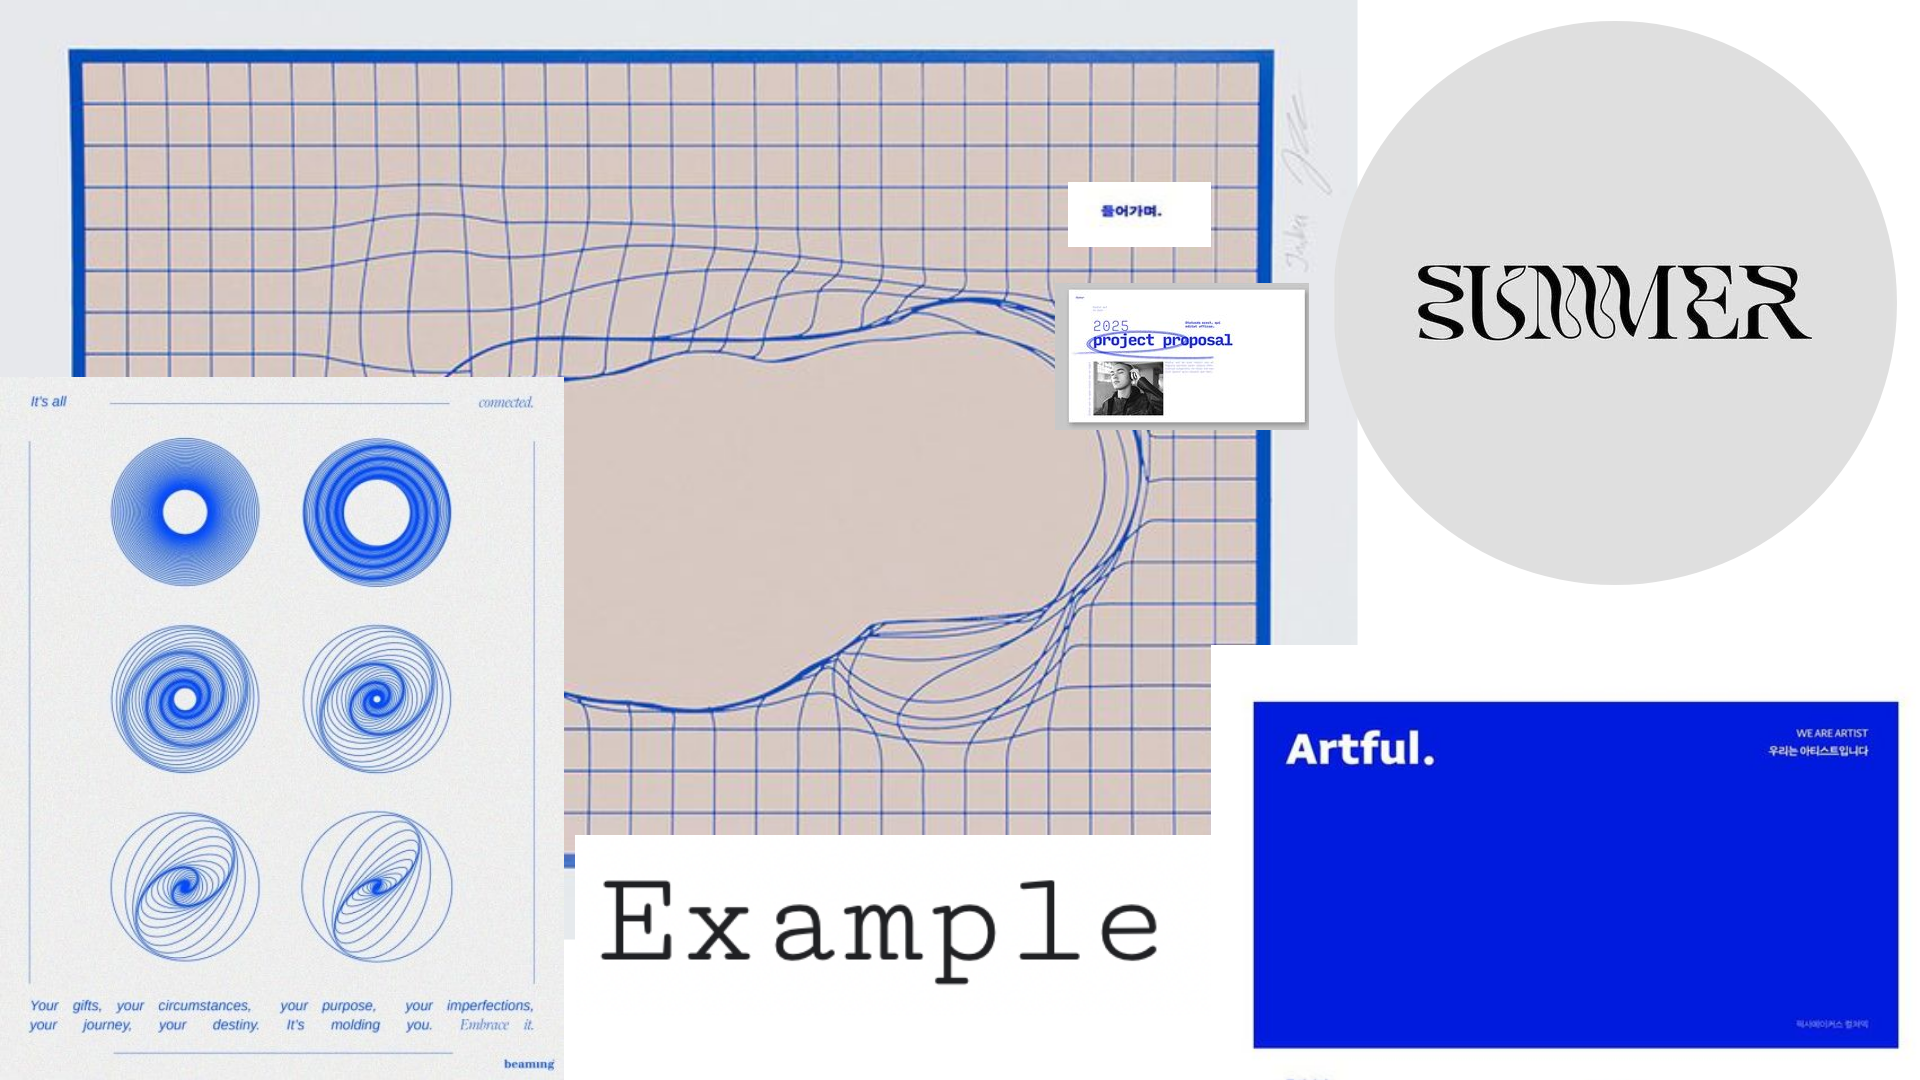 들어가며.
2025
project proposal
SUMMER
It's all
connected.
Your gifts, your circumstances, your purpose, your imperfections,
your journey, your destiny. It's molding you. Embrace it.
beaming
Example
Artful.
WE ARE ARTIST
우리는 아티스트입니다